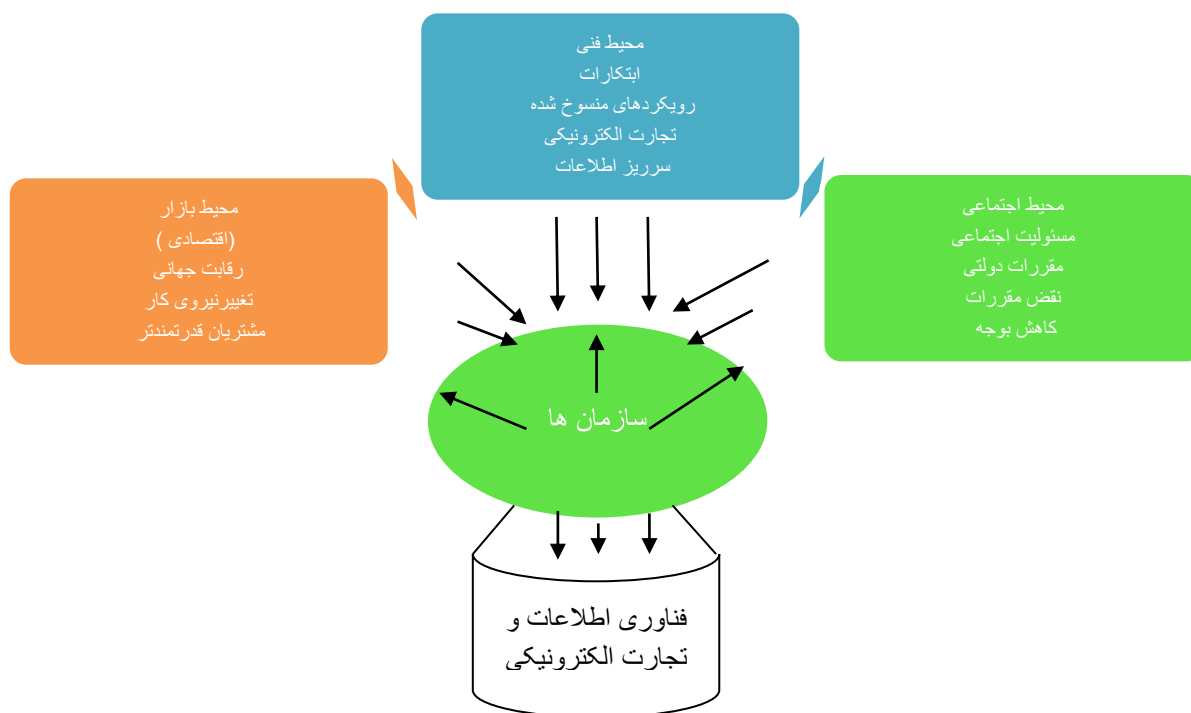 محیط فنی
ابتکارات
رویکردهای منسوخ شده
تجارت الکترونیکی
سرریز اطلاعات
محیط اجتماعی
مسئولیت اجتماعی
مقررات دولتی
نقض مقررات
کاهش بوجه
محیط بازار
(اقتصادی )
رقابت جهانی
تغییرنیروی کار
مشتریان قدرتمندتر
سازمان ها
فناوری اطلاعات و
تجارت الکترونیکی